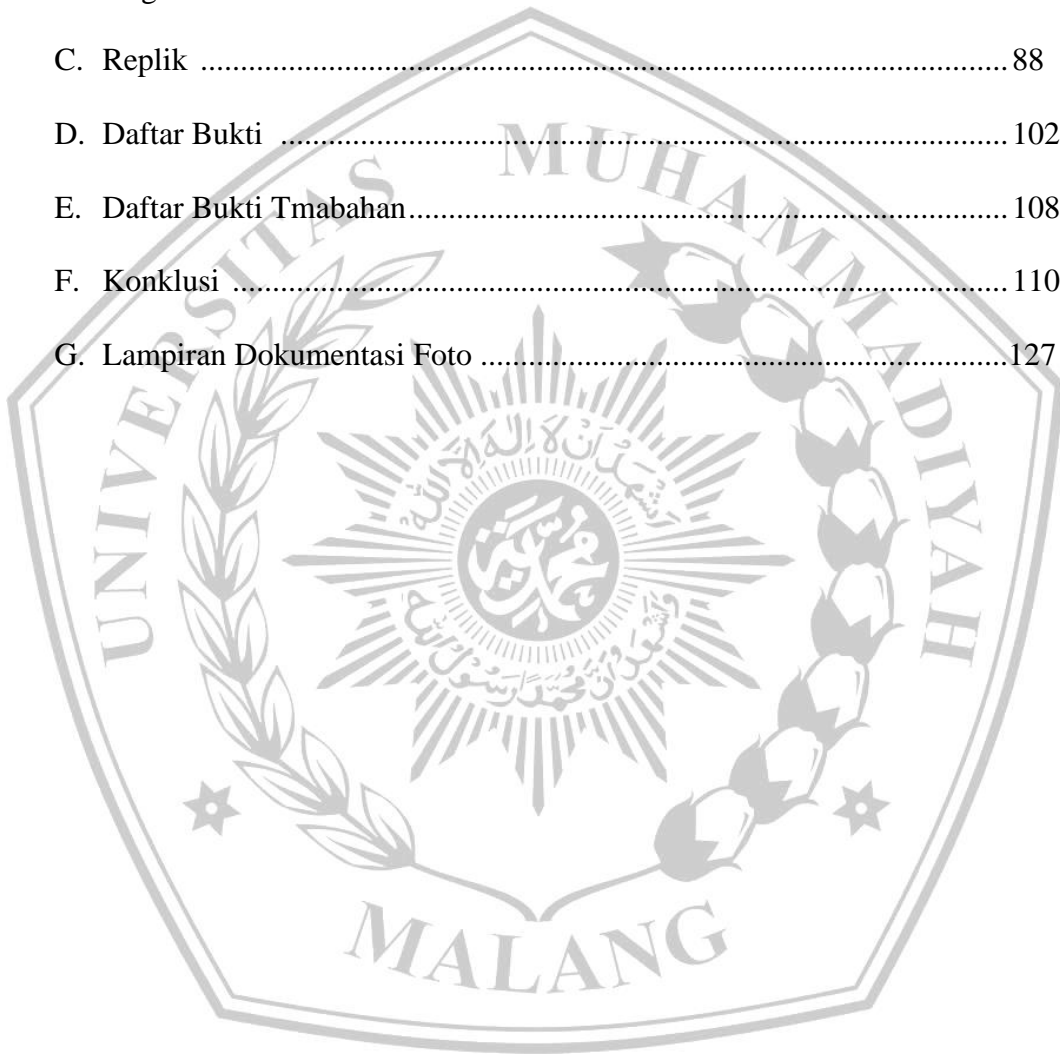 C. Replik ..................................................................................................... 88
D. Daftar Bukti ........................................................................................... 102
E. Daftar Bukti Tmabahan........................................................................... 108
F. Konklusi ................................................................................................. 110
G. Lampiran Dokumentasi Foto ..................................................................127
UNIVERSITAS MUHAMMADIYAH
MALANG